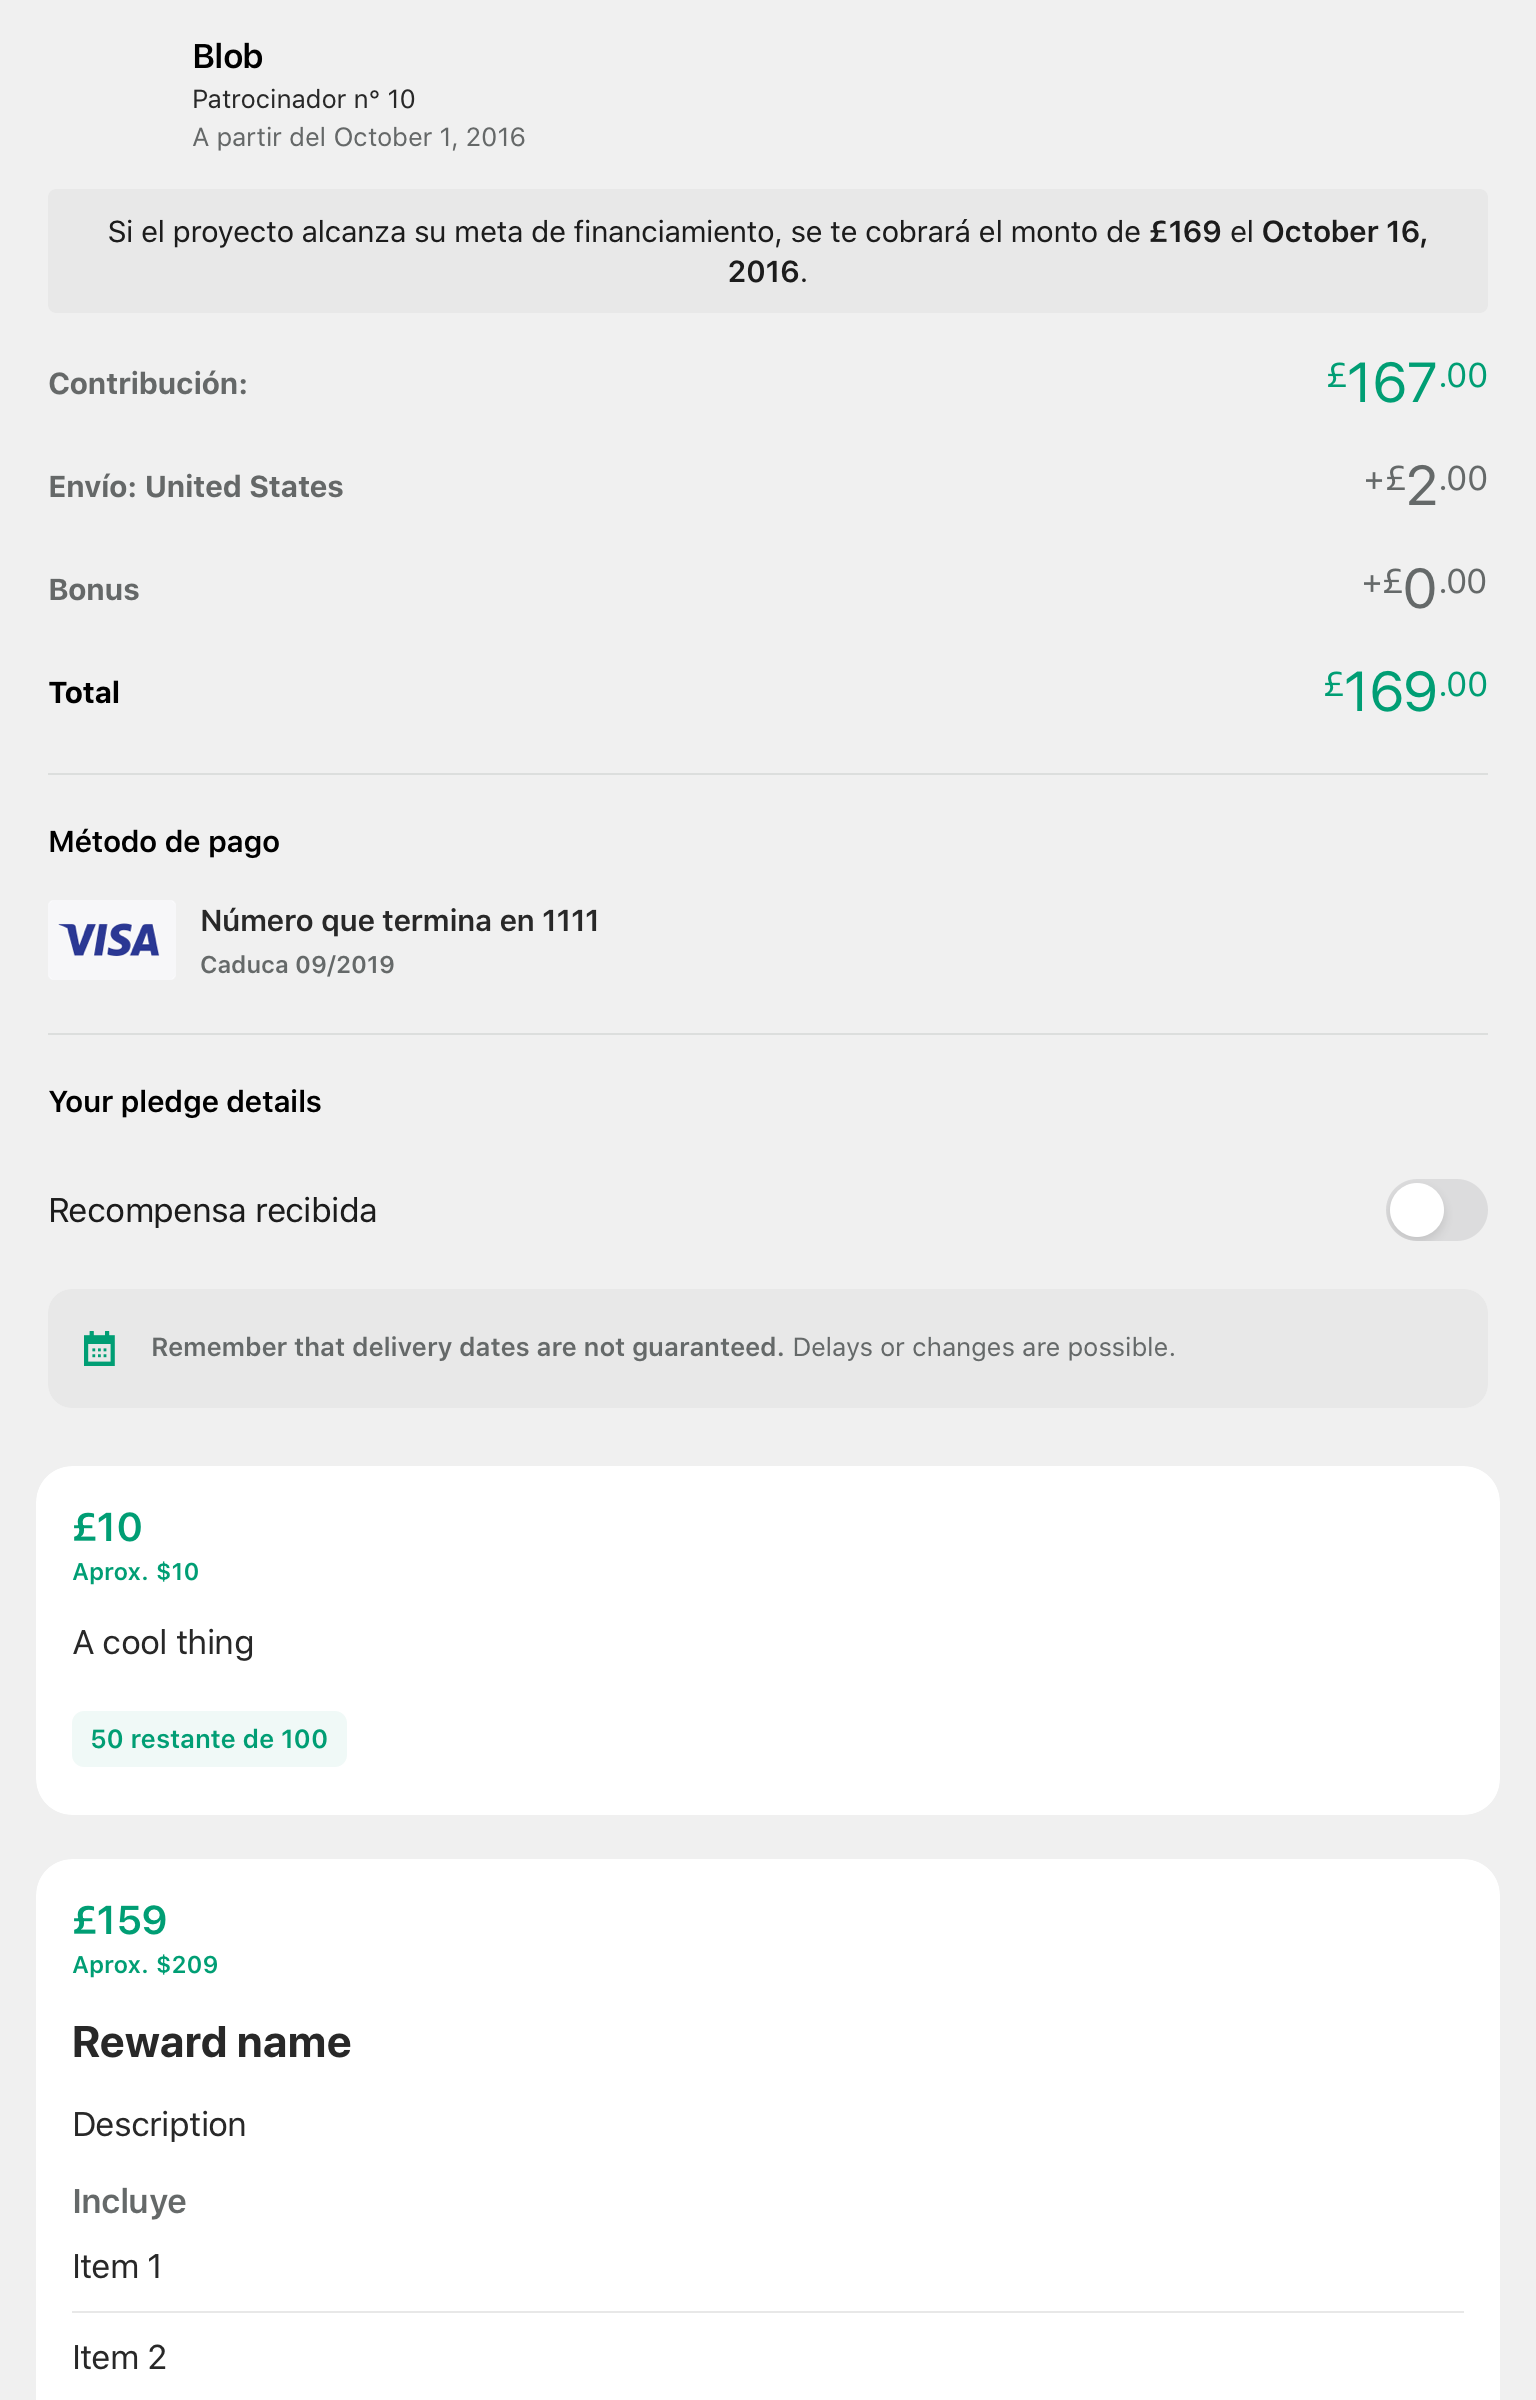 Blob
Patrocinador nº 10
A partir del October 1, 2016
Si el proyecto alcanza su meta de financiamiento, se te cobrará el monto de £169 el October 16,
2016.
Contribución: £167.00
Envío: United States +£2.00
Bonus +£0.00
Total £169.00
Método de pago
VISA
Número que termina en 1111
Caduca 09/2019
Your pledge details
Recompensa recibida
Remember that delivery dates are not guaranteed. Delays or changes are possible.
£10
Aprox. $10
A cool thing
50 restante de 100
£159
Aprox. $209
Reward name
Description
Incluye
Item 1
Item 2